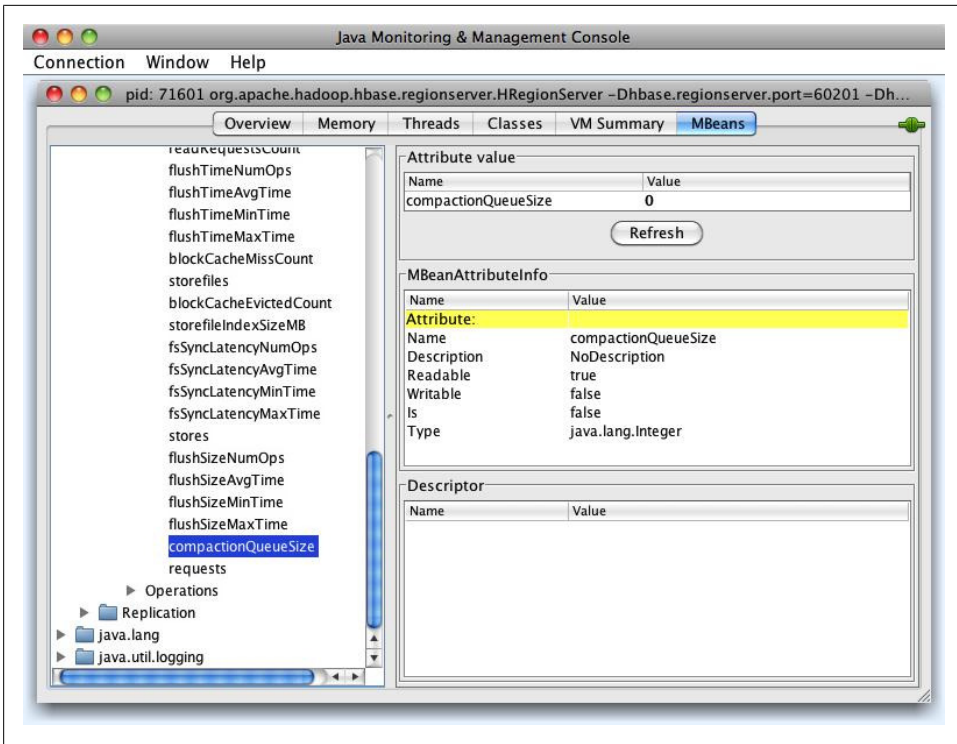 Java Monitoring & Management Console
Connection Window Help
pid: 71601 org.apache.hadoop.hbase.regionserver.HRegionServer -Dhbase.regionserver.port=60201 -Dh...
Overview Memory Threads Classes VM Summary MBeans
readRequestsCount
flushTimeNumOps
flushTimeAvgTime
flushTimeMinTime
flushTimeMaxTime
blockCacheMissCount
storefiles
blockCacheEvictedCount
storefileIndexSizeMB
fsSyncLatencyNumOps
fsSyncLatencyAvgTime
fsSyncLatencyMinTime
fsSyncLatencyMaxTime
stores
flushSizeNumOps
flushSizeAvgTime
flushSizeMinTime
flushSizeMaxTime
compactionQueueSize
requests
Operations
Replication
java.lang
java.util.logging
Attribute value
Name Value
compactionQueueSize 0
Refresh
MBeanAttributeInfo
Name Value
Attribute:
Name compactionQueueSize
Description NoDescription
Readable true
Writable false
Is false
Type java.lang.Integer
Descriptor
Name Value